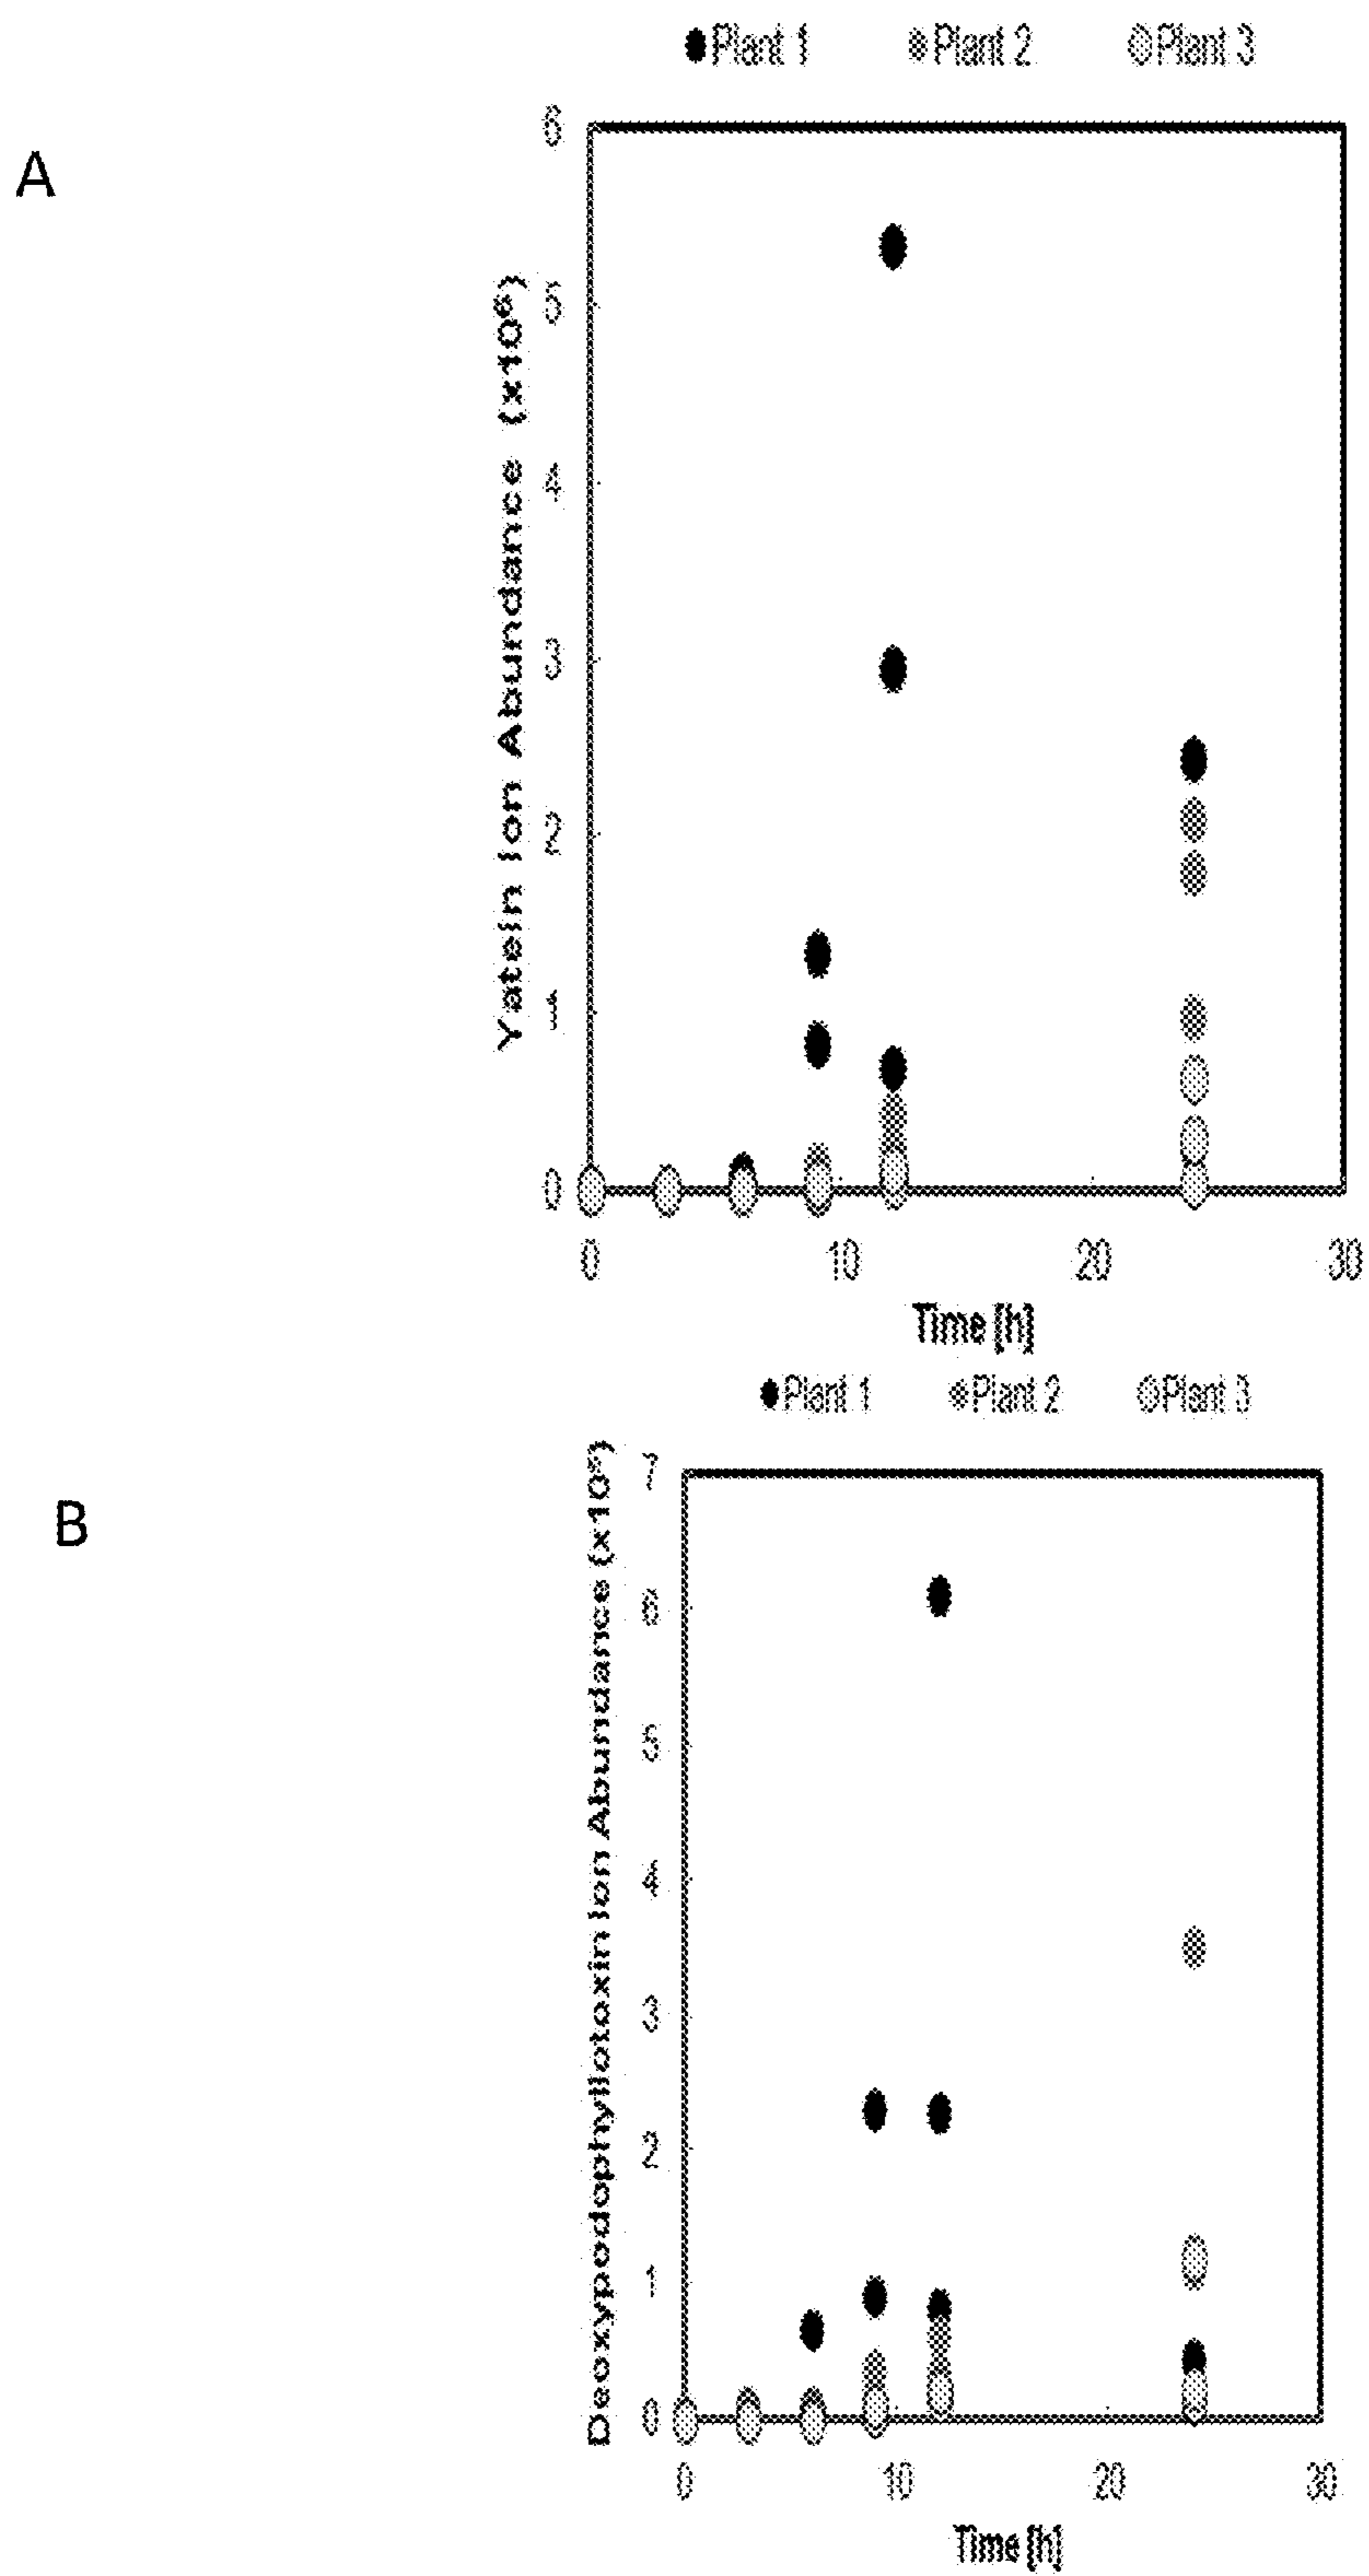 Plant 1 Plant 2 Plant 3
A
Yatein Ion Abundance (x10⁶)
6
5
4
3
2
1
0
0 10 20 30
Time [h]
Plant 1 Plant 2 Plant 3
B
Deoxypodophyllotoxin Ion Abundance (x10⁵)
7
6
5
4
3
2
1
0
0 10 20 30
Time [h]